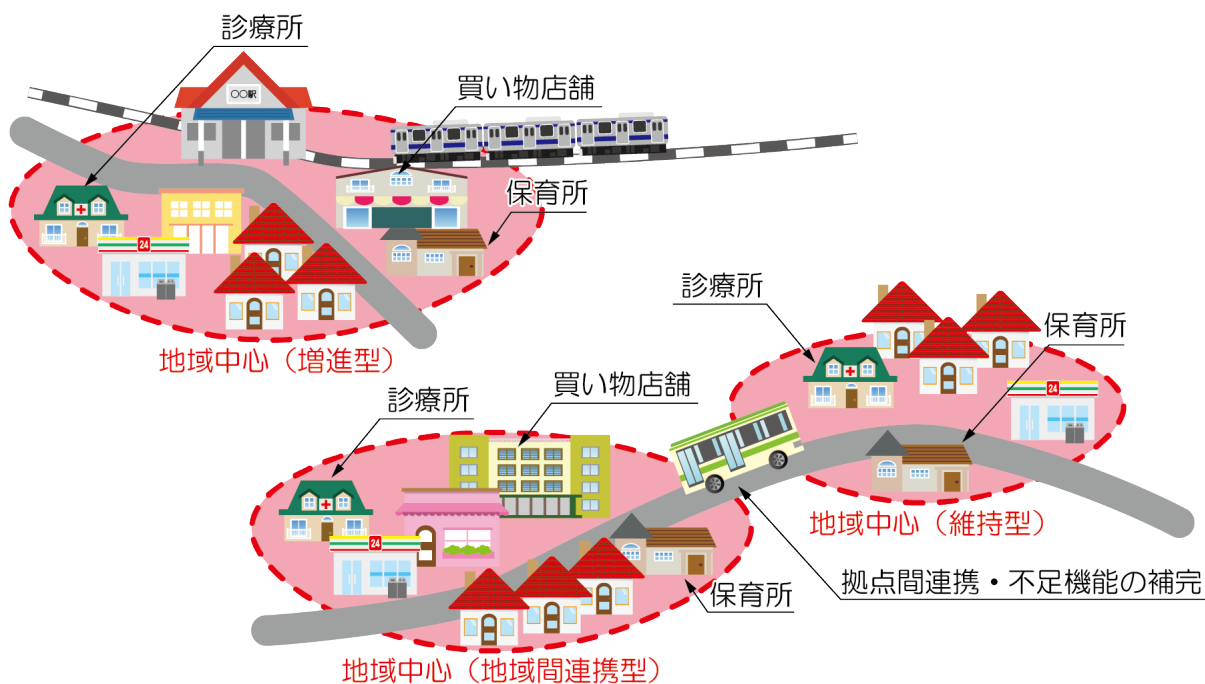 診療所
〇〇駅
買い物店舗
保育所
24
地域中心（増進型）
診療所
保育所
24
地域中心（維持型）
診療所
買い物店舗
24
保育所
拠点間連携・不足機能の補完
地域中心（地域間連携型）